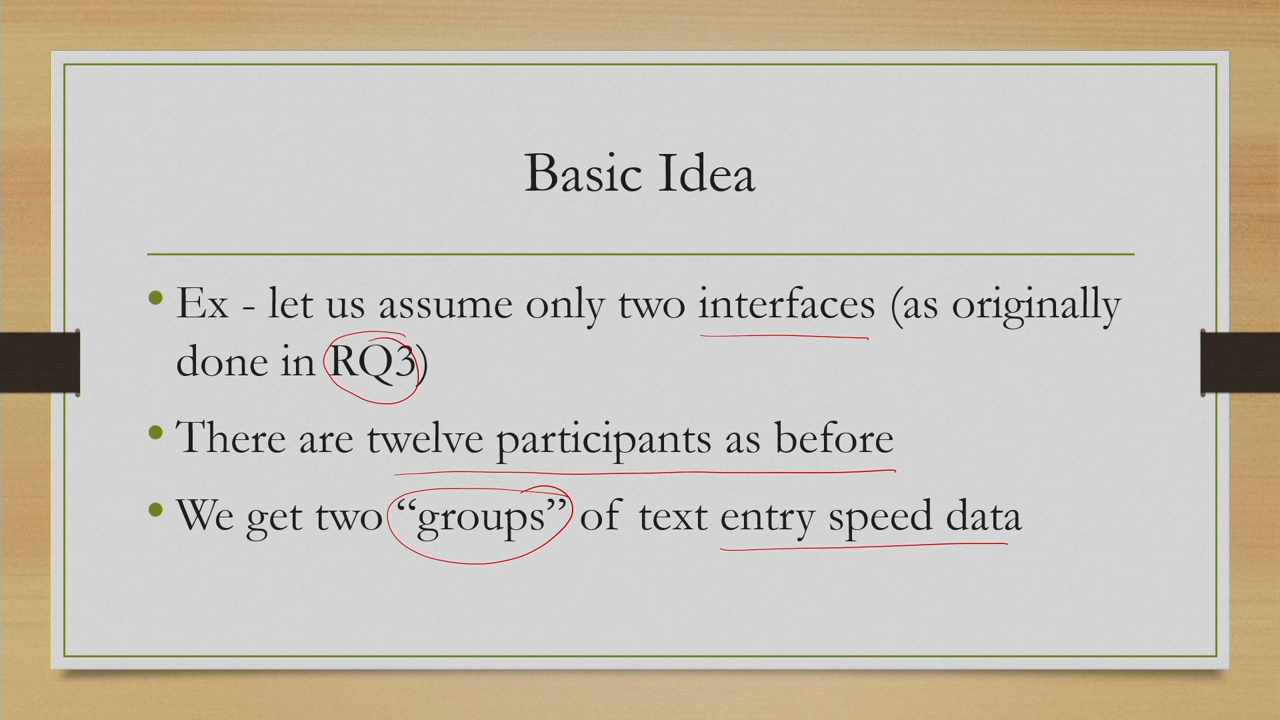 Basic Idea
• Ex - let us assume only two interfaces (as originally
done in RQ3)
• There are twelve participants as before
• We get two “groups” of text entry speed data